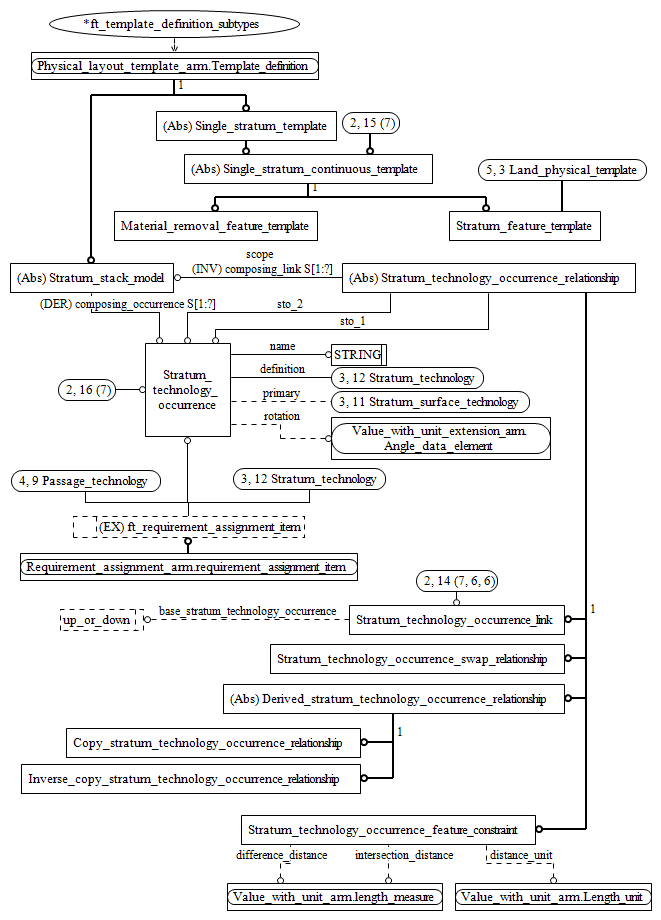 *ft_template_definition_subtypes
Physical_layout_template_arm.Template_definition
1
(Abs) Single_stratum_template
2, 15 (7)
(Abs) Single_stratum_continuous_template
5, 3 Land_physical_template
1
Material_removal_feature_template
Stratum_feature_template
scope
(Abs) Stratum_stack_model
(INV) composing_link S[1:?]
(Abs) Stratum_technology_occurrence_relationship
(DER) composing_occurrence S[1:?]
sto_2
sto_1
name
STRING
Stratum_
technology_
occurrence
definition
3, 12 Stratum_technology
2, 16 (7)
primary
3, 11 Stratum_surface_technology
rotation
Value_with_unit_extension_arm.
Angle_data_element
4, 9 Passage_technology
3, 12 Stratum_technology
(EX) ft_requirement_assignment_item
Requirement_assignment_arm.requirement_assignment_item
2, 14 (7, 6, 6)
up_or_down
base_stratum_technology_occurrence
Stratum_technology_occurrence_link
1
Stratum_technology_occurrence_swap_relationship
(Abs) Derived_stratum_technology_occurrence_relationship
1
Copy_stratum_technology_occurrence_relationship
Inverse_copy_stratum_technology_occurrence_relationship
Stratum_technology_occurrence_feature_constraint
difference_distance
intersection_distance
distance_unit
Value_with_unit_arm.length_measure
Value_with_unit_arm.Length_unit